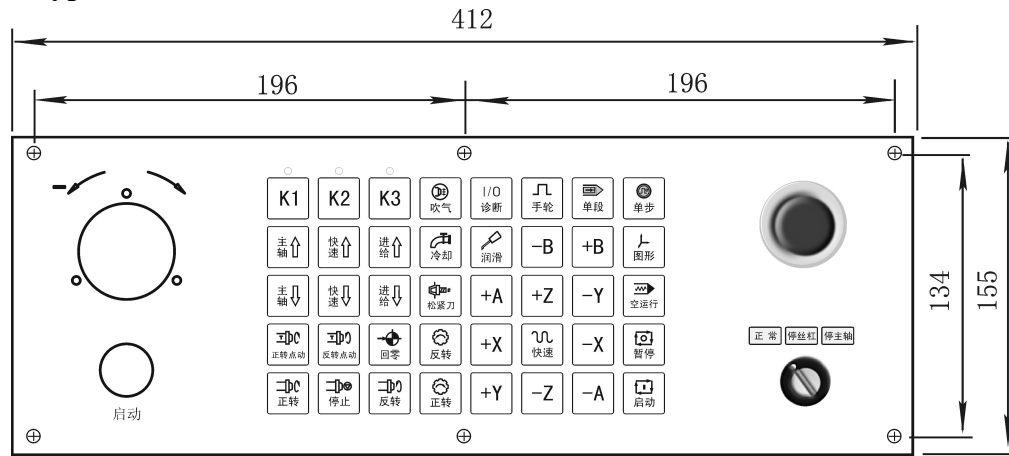 412
196
196
K1
K2
K3
吹气
I/O
诊断
手轮
单段
单步
主轴
快速
进给
冷却
润滑
-B
+B
图形
主轴
快速
进给
松紧刀
+A
+Z
-Y
空运行
正转点动
反转点动
回零
反转
+X
快速
-X
暂停
正转
停止
反转
正转
+Y
-Z
-A
启动
启动
正 常
停丝杠
停主轴
134
155